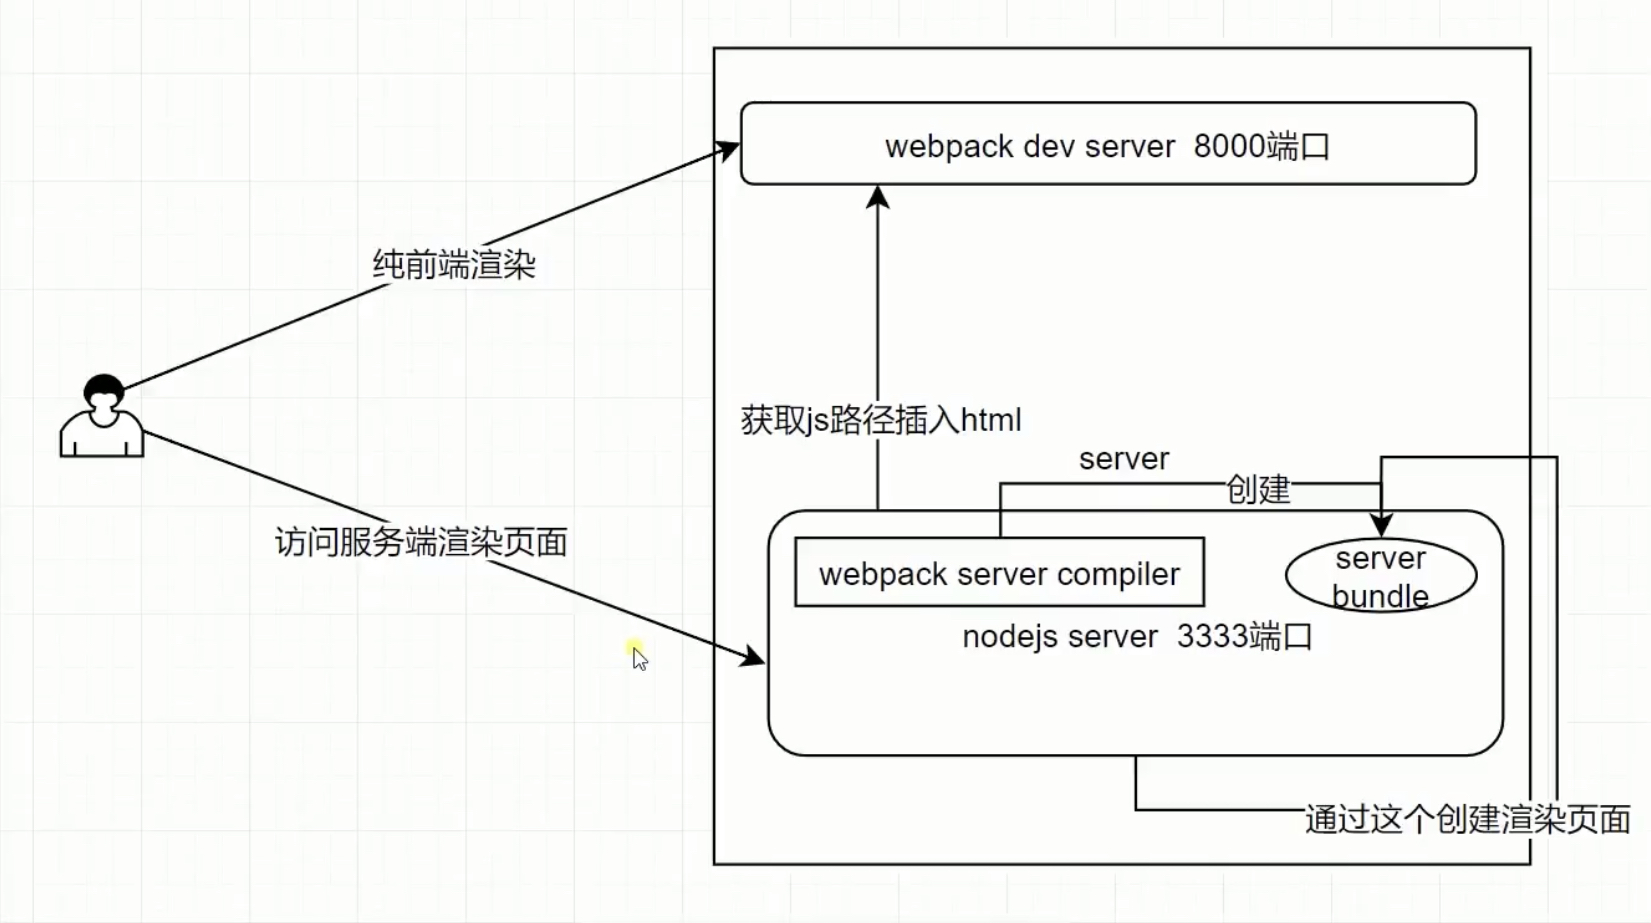 webpack dev server 8000端口
纯前端渲染
获取js路径插入html
server
创建
访问服务端渲染页面
webpack server compiler
server
bundle
nodejs server 3333端口
通过这个创建渲染页面